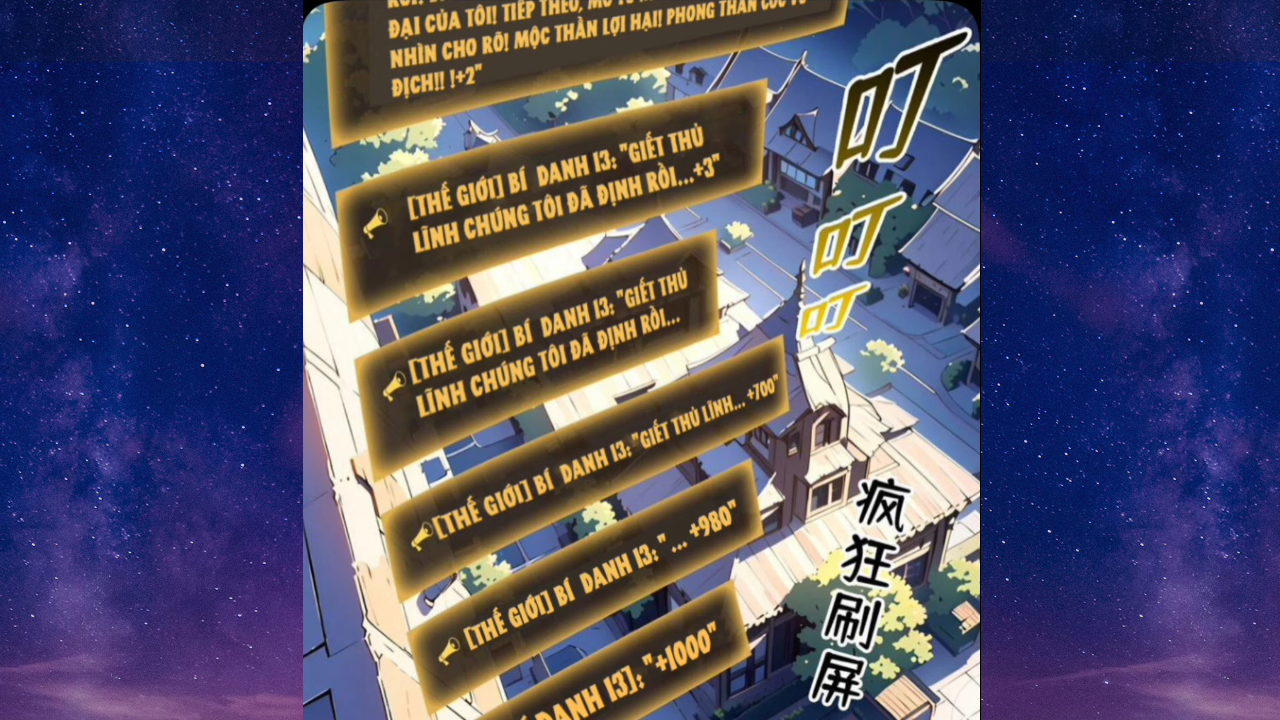 ĐẠI CỦA TÔI! TIẾP THEO,
NHÌN CHO RÕ! MỘC THẦN LỢI HẠI! PHONG THẦN CỐC VÔ
ĐỊCH!! !+2"
[THẾ GIỚI] BÍ DANH 13: "GIẾT THỦ
LĨNH CHÚNG TÔI ĐÃ ĐỊNH RỒI...+3"
[THẾ GIỚI] BÍ DANH 13: "GIẾT THỦ
LĨNH CHÚNG TÔI ĐÃ ĐỊNH RỒI...
[THẾ GIỚI] BÍ DANH 13: "GIẾT THỦ LĨNH... +700"
[THẾ GIỚI] BÍ DANH 13: " ... +980"
DANH 13]: "+1000"
叮
叮
叮
疯
狂
刷
屏